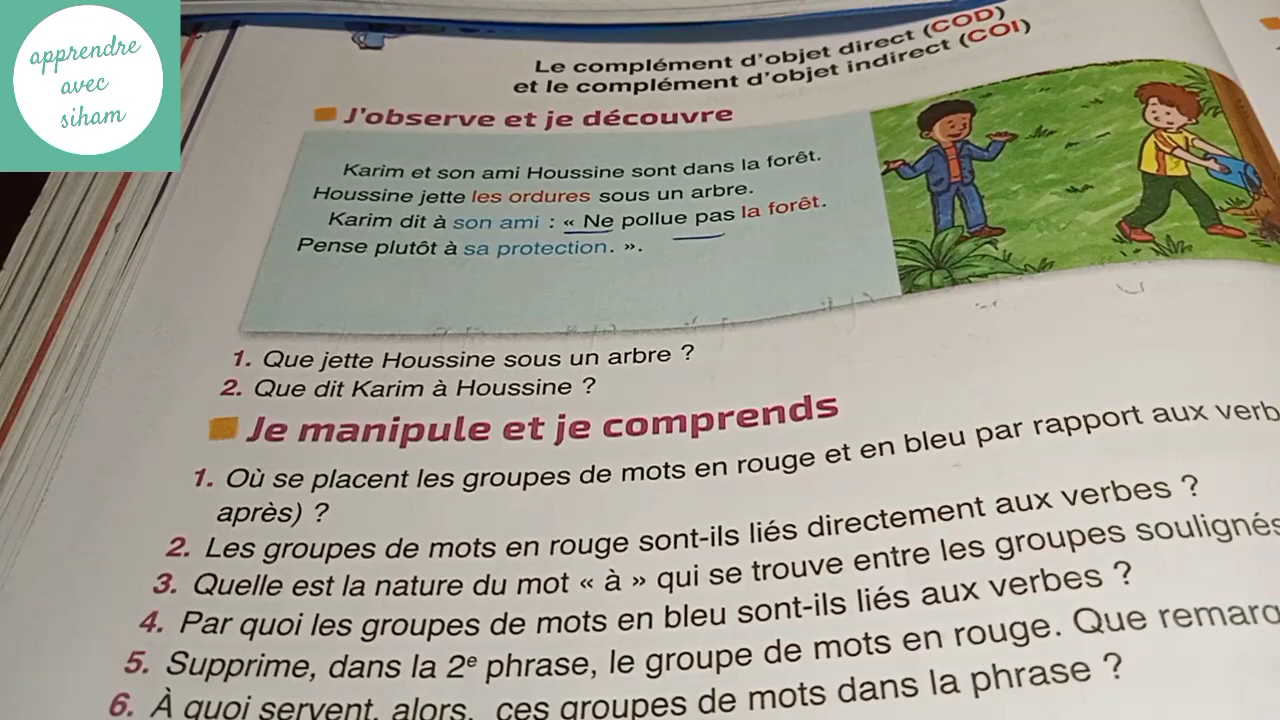 apprendre
avec
siham
Le complément d'objet direct (COD)
et le complément d'objet indirect (COI)
J'observe et je découvre
Karim et son ami Houssine sont dans la forêt.
Houssine jette les ordures sous un arbre.
Karim dit à son ami : « Ne pollue pas la forêt.
Pense plutôt à sa protection. ».
1. Que jette Houssine sous un arbre ?
2. Que dit Karim à Houssine ?
Je manipule et je comprends
1. Où se placent les groupes de mots en rouge et en bleu par rapport aux verb
après) ?
2. Les groupes de mots en rouge sont-ils liés directement aux verbes ?
3. Quelle est la nature du mot « à » qui se trouve entre les groupes soulignés
4. Par quoi les groupes de mots en bleu sont-ils liés aux verbes ?
5. Supprime, dans la 2e phrase, le groupe de mots en rouge. Que remarq
6. À quoi servent, alors, ces groupes de mots dans la phrase ?